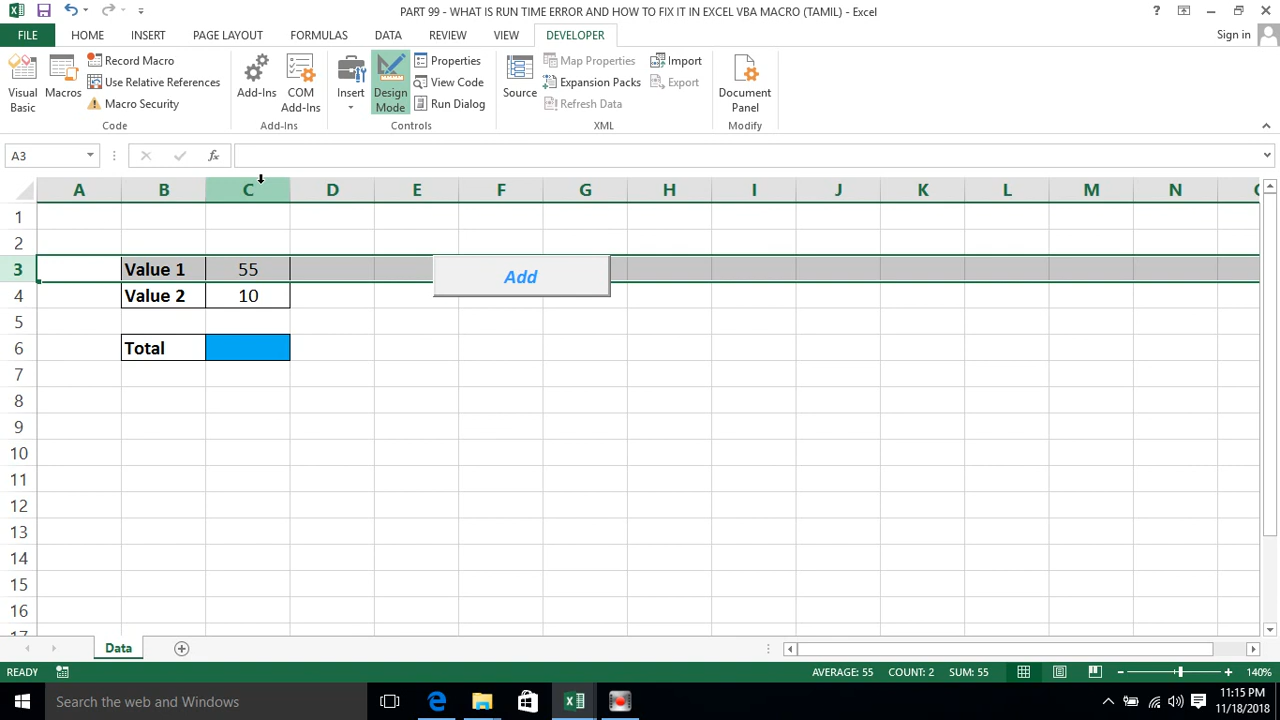 PART 99 - WHAT IS RUN TIME ERROR AND HOW TO FIX IT IN EXCEL VBA MACRO (TAMIL) - Excel
?
FILE HOME INSERT PAGE LAYOUT FORMULAS DATA REVIEW VIEW DEVELOPER Sign in
Visual Basic
Macros
Record Macro
Use Relative References
Macro Security
Code
Add-Ins
COM Add-Ins
Add-Ins
Insert
Design Mode
Properties
View Code
Run Dialog
Controls
Source
Map Properties
Expansion Packs
Refresh Data
Import
Export
XML
Document Panel
Modify
A3
fx
A B C D E F G H I J K L M N
1
2
3 Value 1 55 Add
4 Value 2 10
5
6 Total
7
8
9
10
11
12
13
14
15
16
17
Data
READY AVERAGE: 55 COUNT: 2 SUM: 55 140%
Search the web and Windows
11:15 PM
11/18/2018